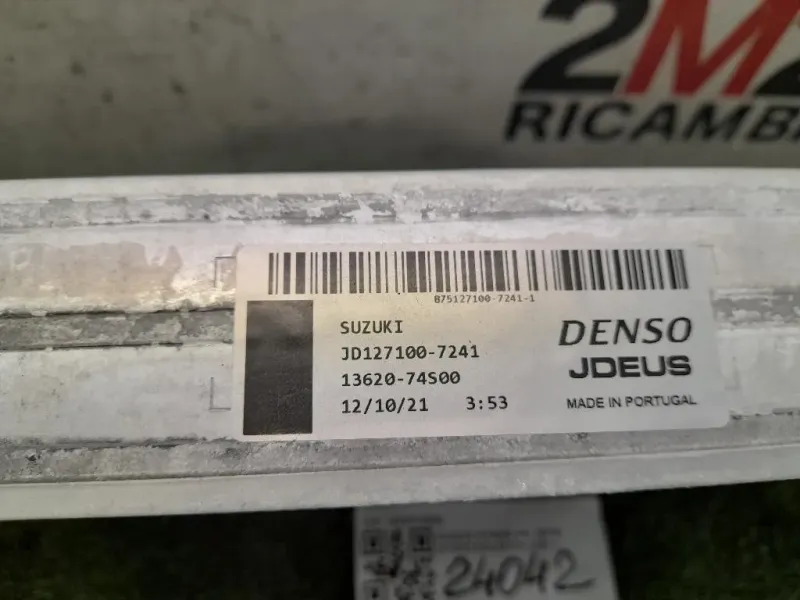 2M
RICAMB
875127100-7241-1
SUZUKI
JD127100-7241
13620-74S00
12/10/21 3:53
DENSO
JDEUS
MADE IN PORTUGAL
24042